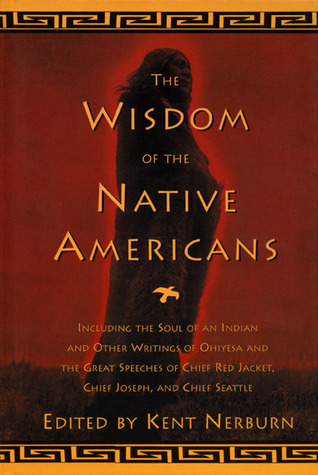 THE
WISDOM
OF THE
NATIVE
AMERICANS
INCLUDING THE SOUL OF AN INDIAN
AND OTHER WRITINGS OF OHIYESA AND
THE GREAT SPEECHES OF CHIEF RED JACKET,
CHIEF JOSEPH, AND CHIEF SEATTLE
EDITED BY KENT NERBURN